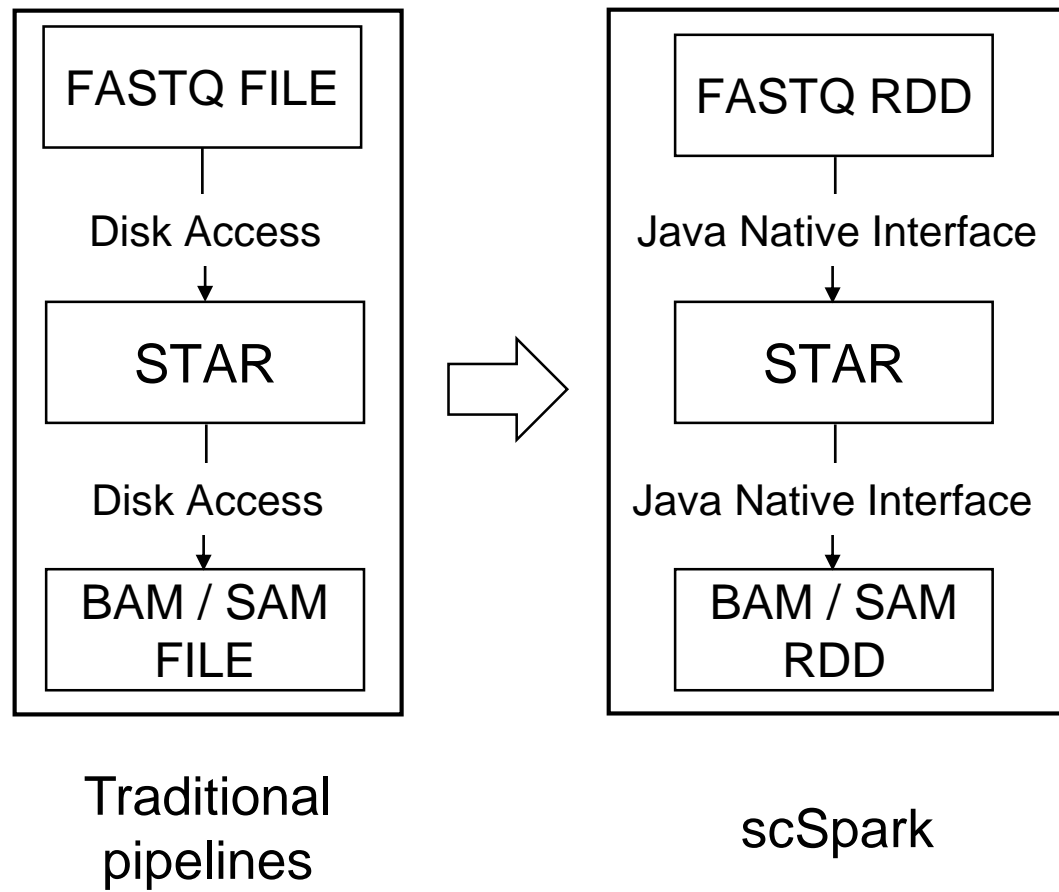 FASTQ FILE
Disk Access
STAR
Disk Access
BAM / SAM
FILE
Traditional
pipelines
FASTQ RDD
Java Native Interface
STAR
Java Native Interface
BAM / SAM
RDD
scSpark